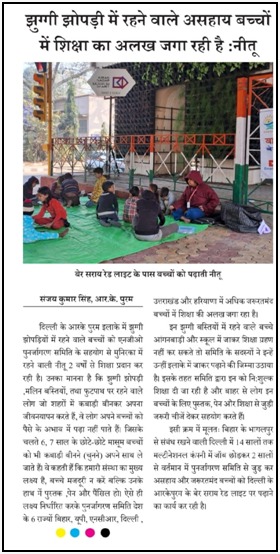 झुग्गी झोपड़ी में रहने वाले असहाय बच्चों
में शिक्षा का अलख जगा रही है :नीतू
बेर सराय रेड लाइट के पास बच्चों को पढ़ाती नीतू
संजय कुमार सिंह, आर.के. पुरम
दिल्ली के आरके पुरम इलाके में झुग्गी
झोपड़ियों में रहने वाले बच्चों को एनजीओ
पुनर्जागरण समिति के सहयोग से मुनिरका में
रहने वाली नीतू 2 वर्षों से शिक्षा प्रदान कर
रही है। उनका मानना है कि झुग्गी झोपड़ी
,मलिन बस्तियों, तथा फुटपाथ पर रहने वाले
लोग जो शहरों में कबाड़ी बीनकर अपना
जीवनयापन करते हैं, वे लोग अपने बच्चों को
पैसे के अभाव में पढ़ा नहीं पाते हैं। जिसके
चलते 6, 7 साल के छोटे-छोटे मासूम बच्चों
को भी कबाड़ी बीनने (चुनने) अपने साथ ले
जाते हैं। वे कहती हैं कि हमारी संस्था का मुख्य
लक्ष्य है, बच्चे मजदूरी न करें बल्कि उनके
हाथ में पुस्तक ,पेन और पेंसिल हो। ऐसे ही
लक्ष्य निर्धारित करके पुनर्जागरण समिति देश
के 6 राज्यों बिहार, यूपी, एनसीआर, दिल्ली ,
उत्तराखंड और हरियाणा में अधिक जरूरतमंद
बच्चों में शिक्षा की अलख जगा रहा है।
इन झुग्गी बस्तियों में रहने वाले बच्चे
आंगनबाड़ी और स्कूल में जाकर शिक्षा ग्रहण
नहीं कर सकते तो समिति के सदस्यों ने इन्हें
उन्हीं इलाके में जाकर पढ़ाने की जिम्मा उठाया
है। इसके तहत समिति द्वारा इन को नि:शुल्क
शिक्षा दी जा रही है और बाहर से लोग इन
बच्चों के लिए पुस्तक, पेन और शिक्षा से जुड़ी
जरूरी चीजें देकर सहयोग करते हैं।
इसी क्रम में मूलत: बिहार के भागलपुर
से संबंध रखने वाली दिल्ली में 14 सालों तक
मल्टीनेशनल कंपनी में जॉब छोड़कर 2 सालों
से वर्तमान में पुनर्जागरण समिति से जुड़ कर
असहाय और जरूरतमंद बच्चों को दिल्ली के
आरकेपुरम के बेर सराय रेड लाइट पर पढ़ाने
का कार्य कर रही है।